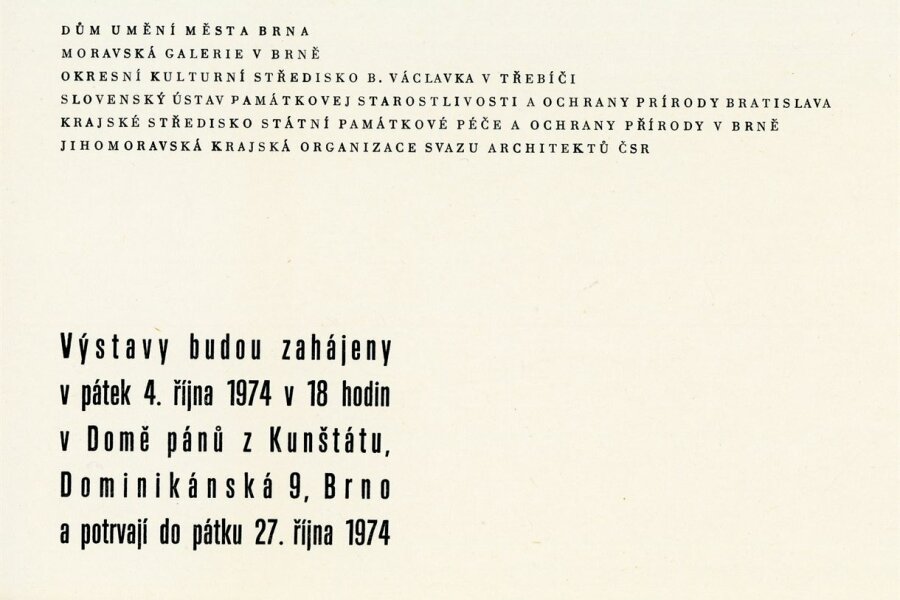 DŮM UMĚNÍ MĚSTA BRNA
MORAVSKÁ GALERIE V BRNĚ
OKRESNÍ KULTURNÍ STŘEDISKO B. VÁCLAVKA V TŘEBÍČI
SLOVENSKÝ ÚSTAV PAMÁTKOVEJ STAROSTLIVOSTI A OCHRANY PRÍRODY BRATISLAVA
KRAJSKÉ STŘEDISKO STÁTNÍ PAMÁTKOVÉ PÉČE A OCHRANY PŘÍRODY V BRNĚ
JIHOMORAVSKÁ KRAJSKÁ ORGANIZACE SVAZU ARCHITEKTŮ ČSR
Výstavy budou zahájeny
v pátek 4. října 1974 v 18 hodin
v Domě pánů z Kunštátu,
Dominikánská 9, Brno
a potrvají do pátku 27. října 1974